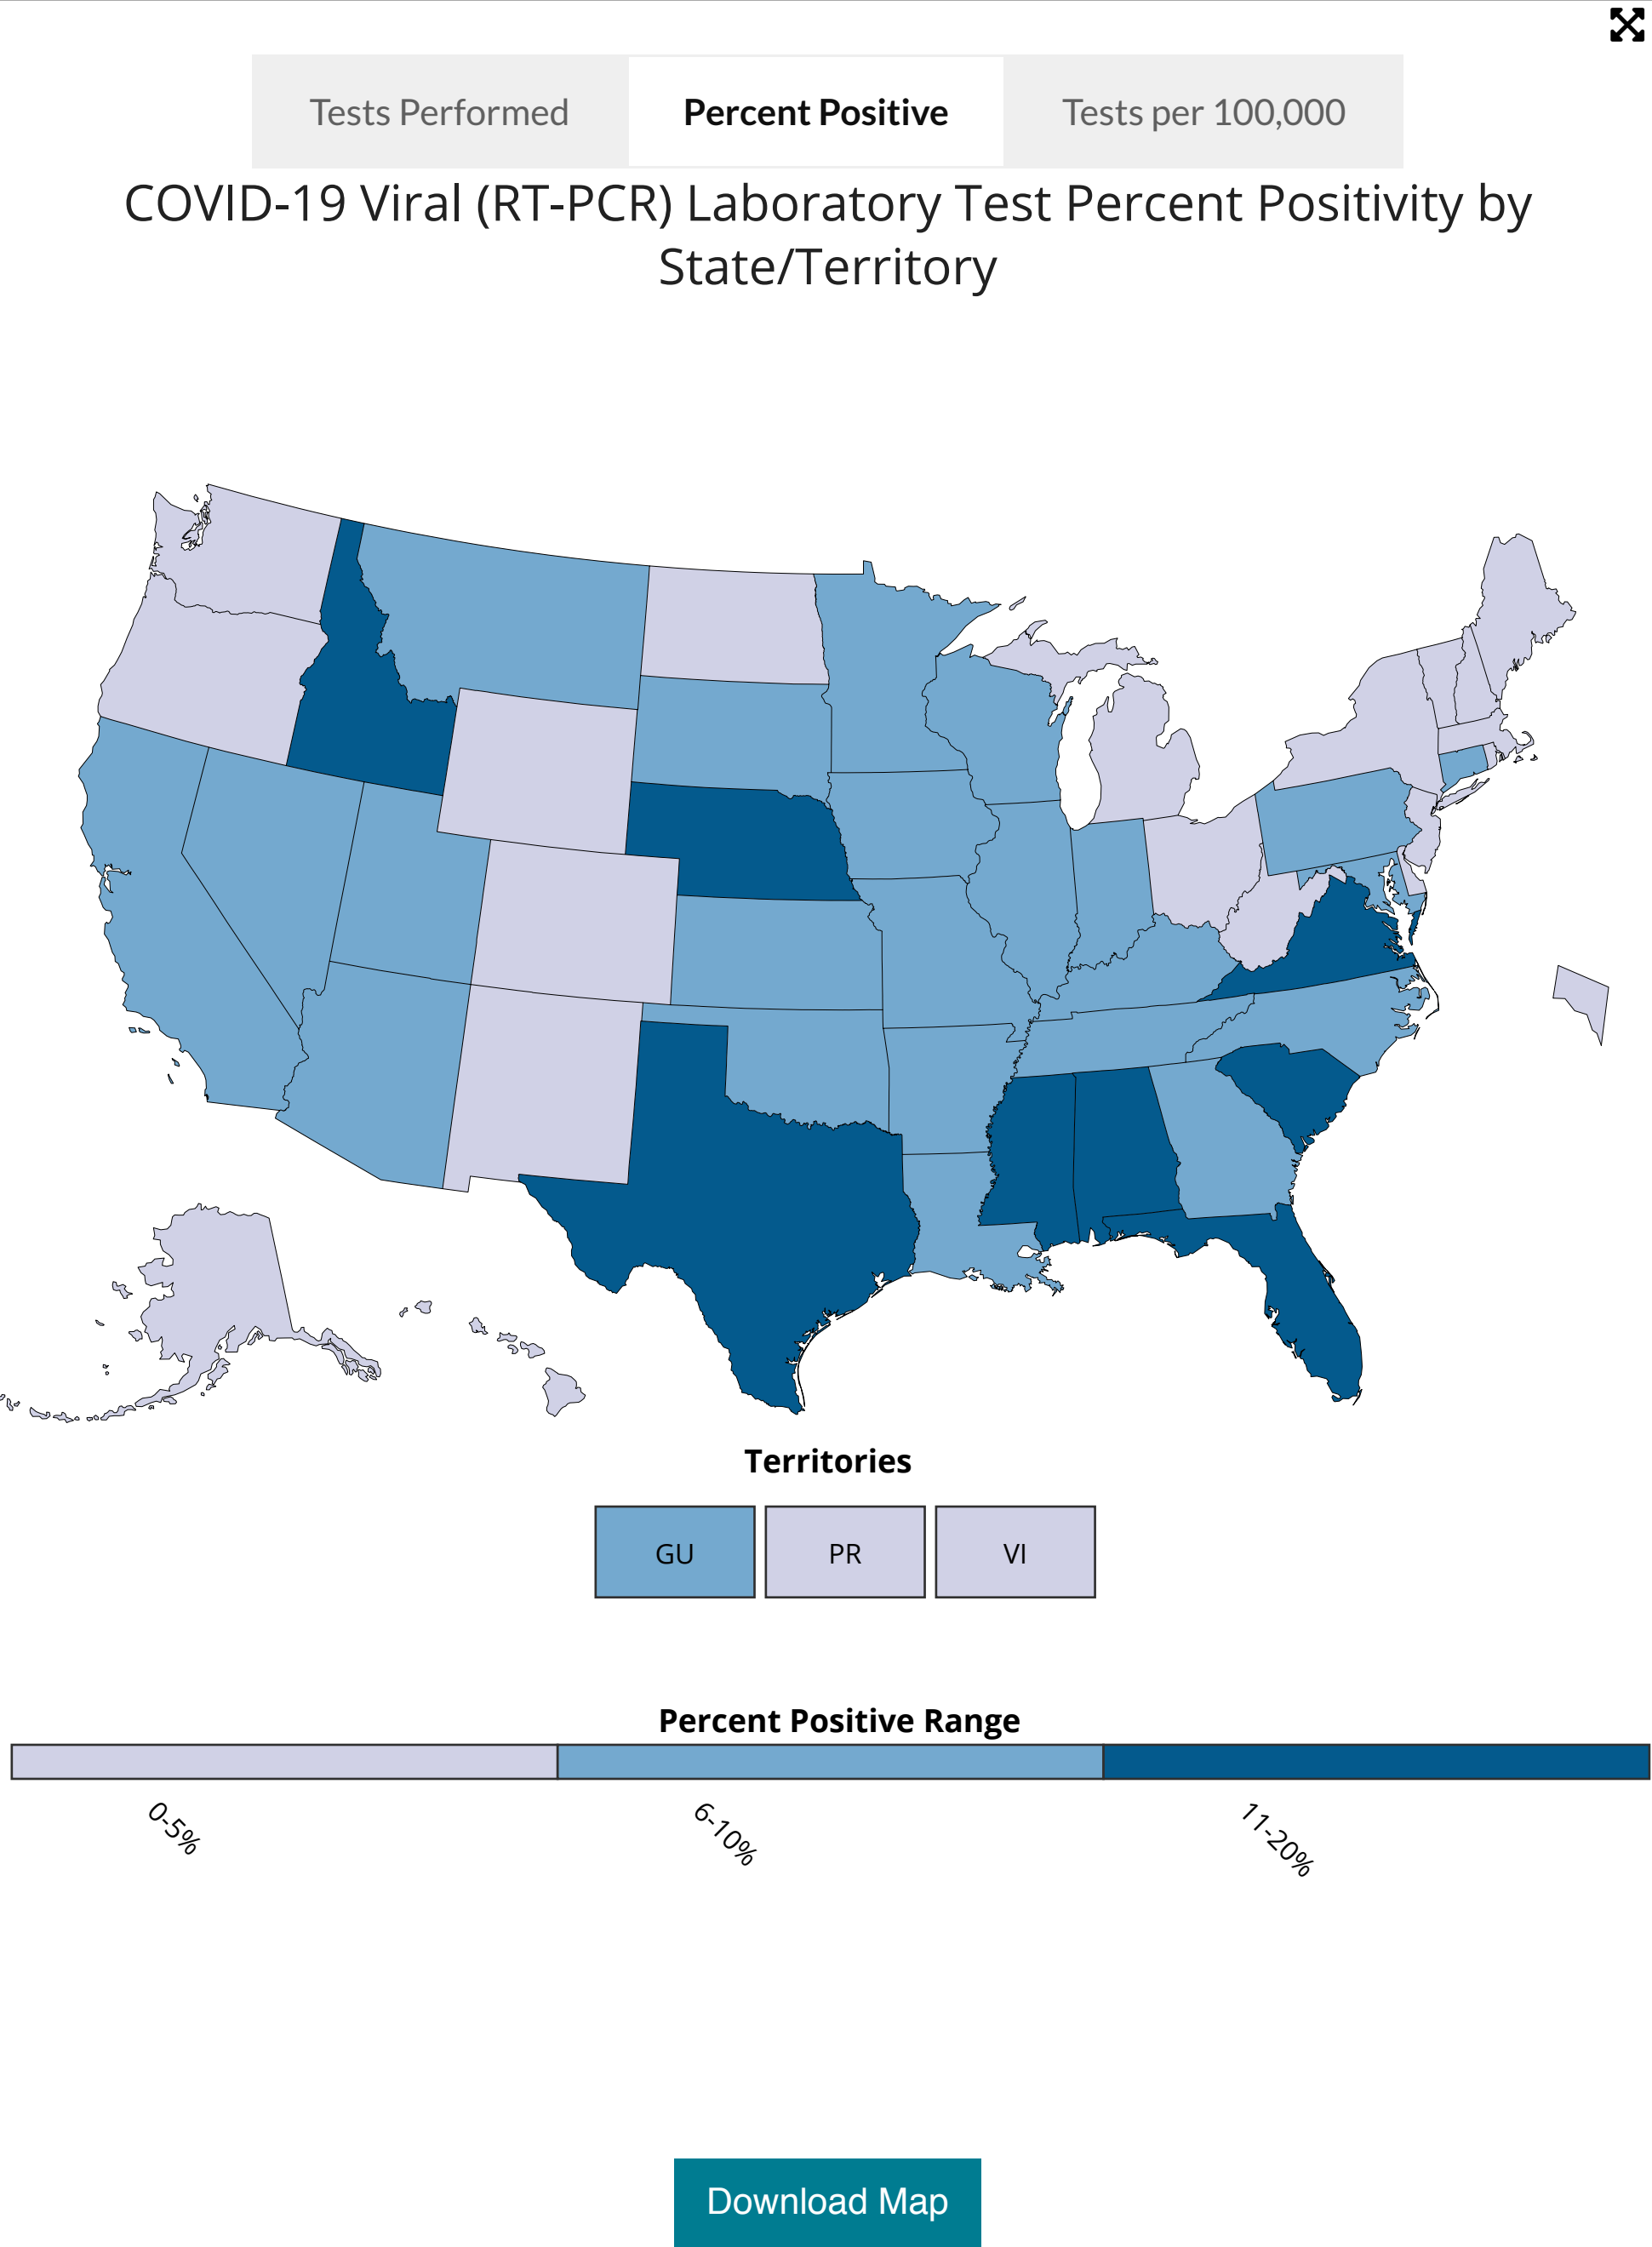 Tests Performed
Percent Positive
Tests per 100,000
COVID-19 Viral (RT-PCR) Laboratory Test Percent Positivity by
State/Territory
Territories
GU
PR
VI
Percent Positive Range
0-5%
6-10%
11-20%
Download Map